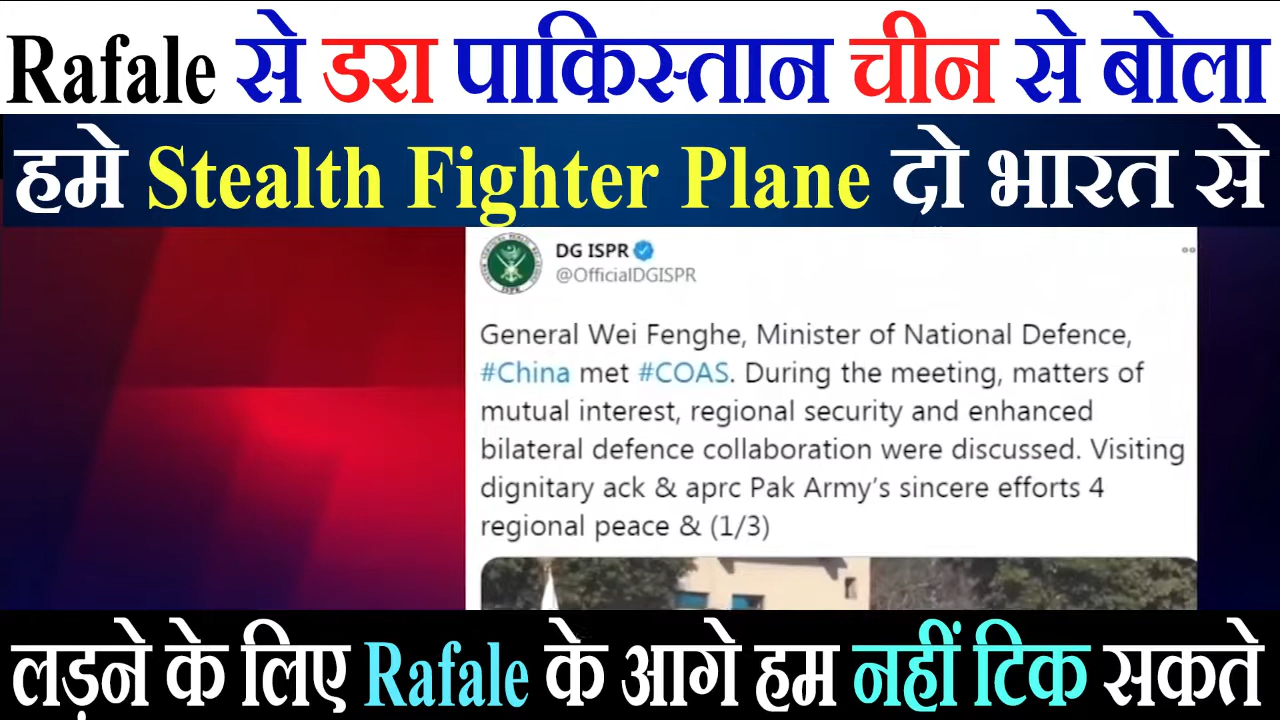 Rafale से डरा पाकिस्तान चीन से बोला
हमे Stealth Fighter Plane दो भारत से
DG ISPR
@OfficialDGISPR
General Wei Fenghe, Minister of National Defence,
#China met #COAS. During the meeting, matters of
mutual interest, regional security and enhanced
bilateral defence collaboration were discussed. Visiting
dignitary ack & aprc Pak Army's sincere efforts 4
regional peace & (1/3)
लड़ने के लिए Rafale के आगे हम नहीं टिक सकते